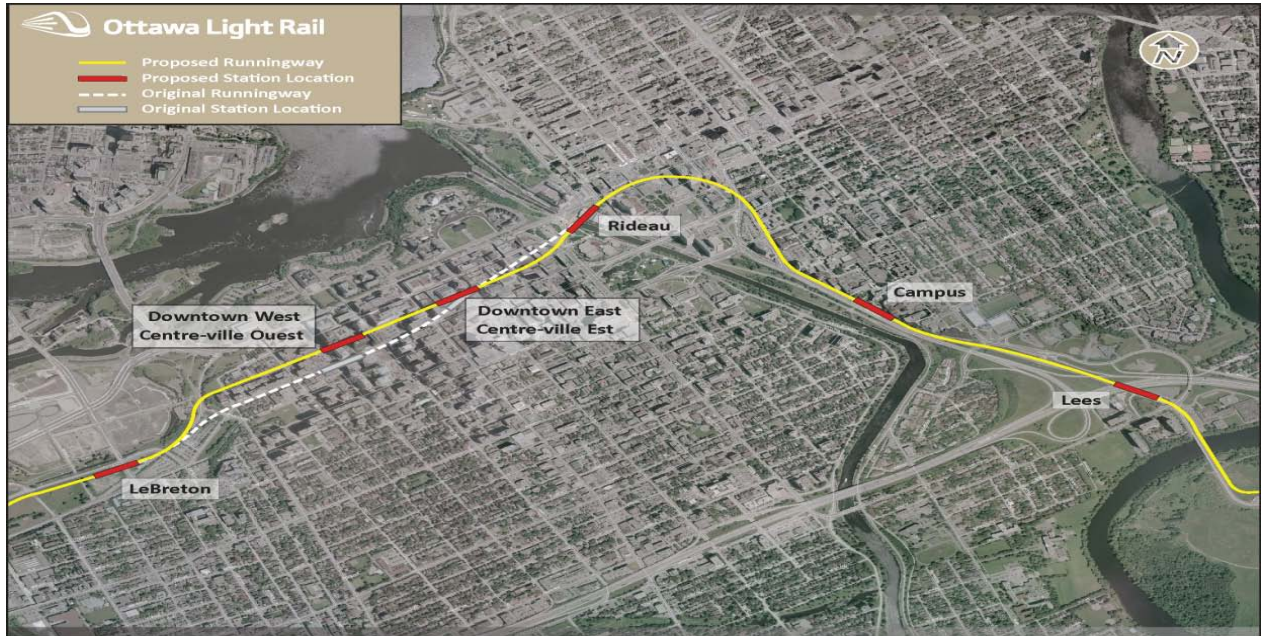 Ottawa Light Rail
Proposed Runningway
Proposed Station Location
Original Runningway
Original Station Location
N
Rideau
Campus
Downtown West
Centre-ville Ouest
Downtown East
Centre-ville Est
Lees
LeBreton